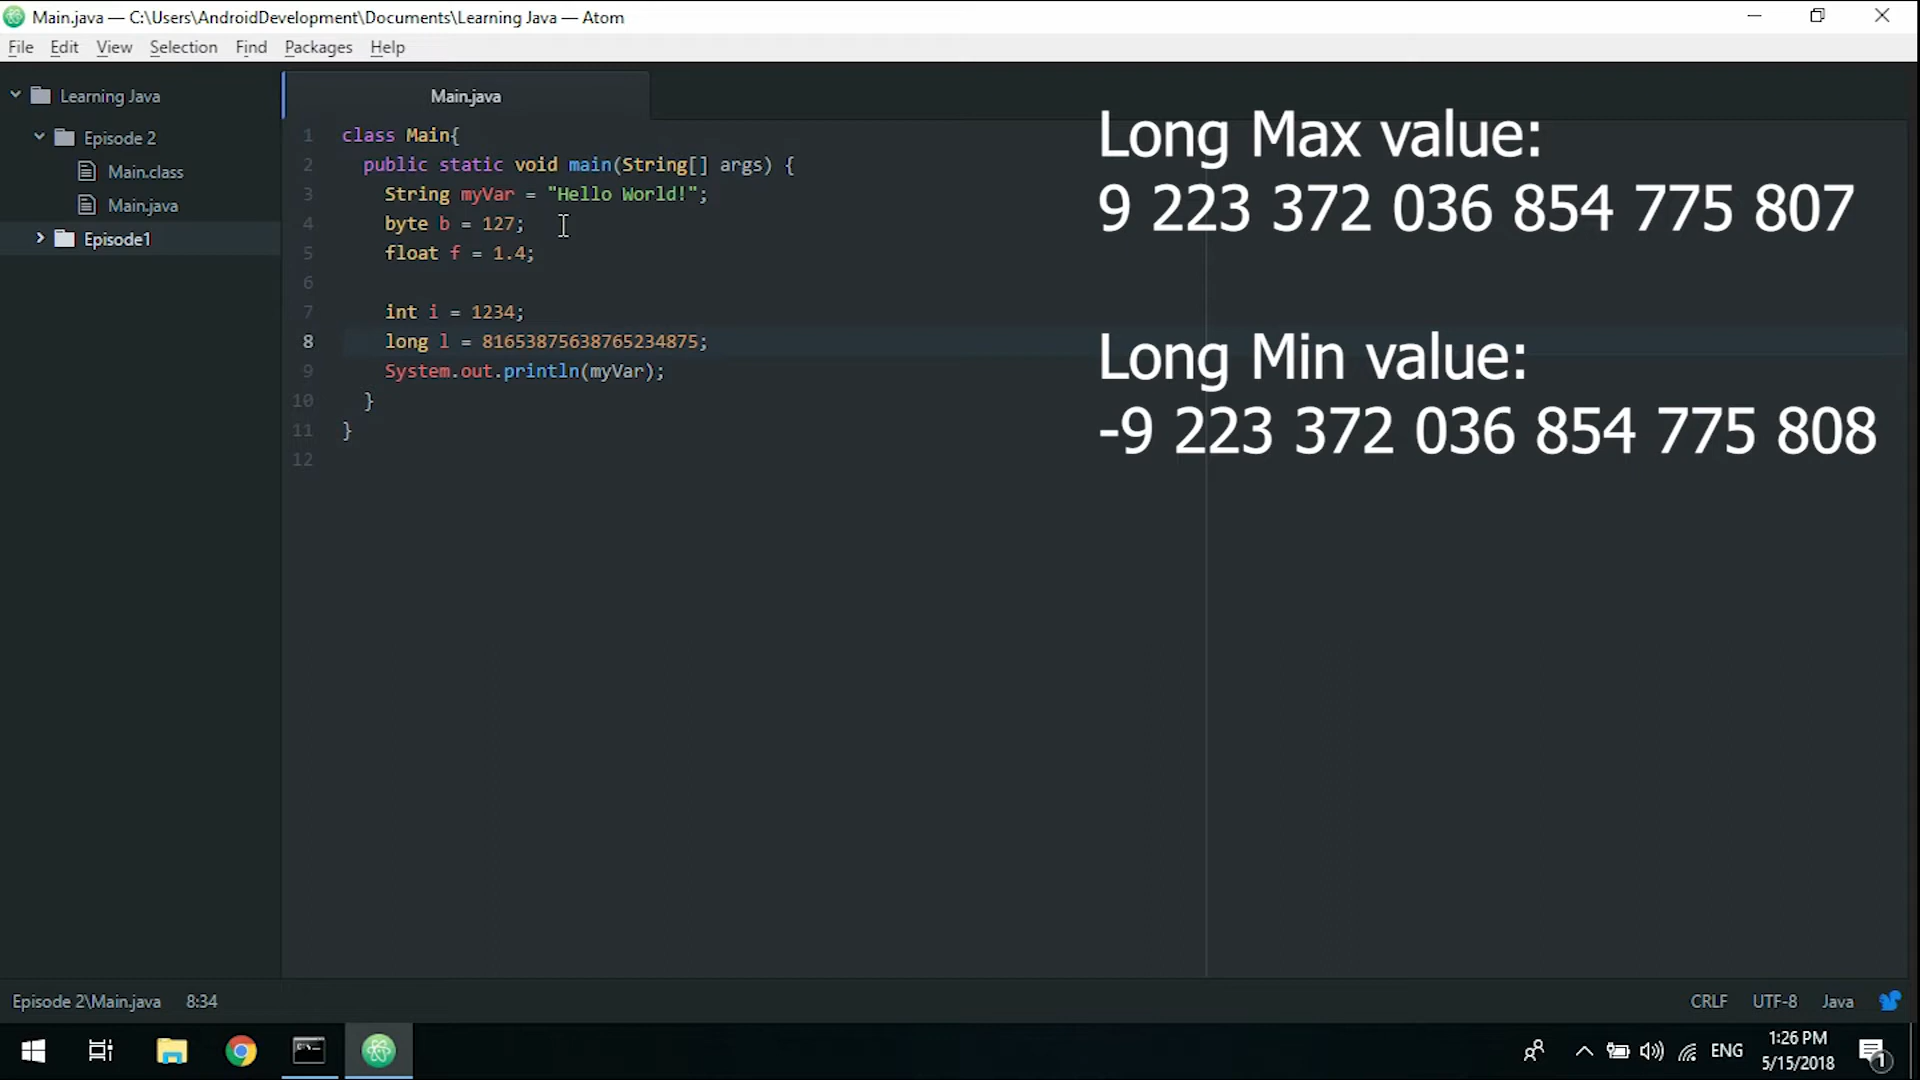 Main.java — C:\Users\AndroidDevelopment\Documents\Learning Java — Atom
File Edit View Selection Find Packages Help
Learning Java
Episode 2
Main.class
Main.java
Episode1
Main.java
1 class Main{
2 public static void main(String[] args) {
3 String myVar = "Hello World!";
4 byte b = 127;
5 float f = 1.4;
6
7 int i = 1234;
8 long l = 81653875638765234875;
9 System.out.println(myVar);
10 }
11 }
12
Long Max value:
9 223 372 036 854 775 807
Long Min value:
-9 223 372 036 854 775 808
Episode 2\Main.java 8:34
CRLF UTF-8 Java
ENG
1:26 PM
5/15/2018
1